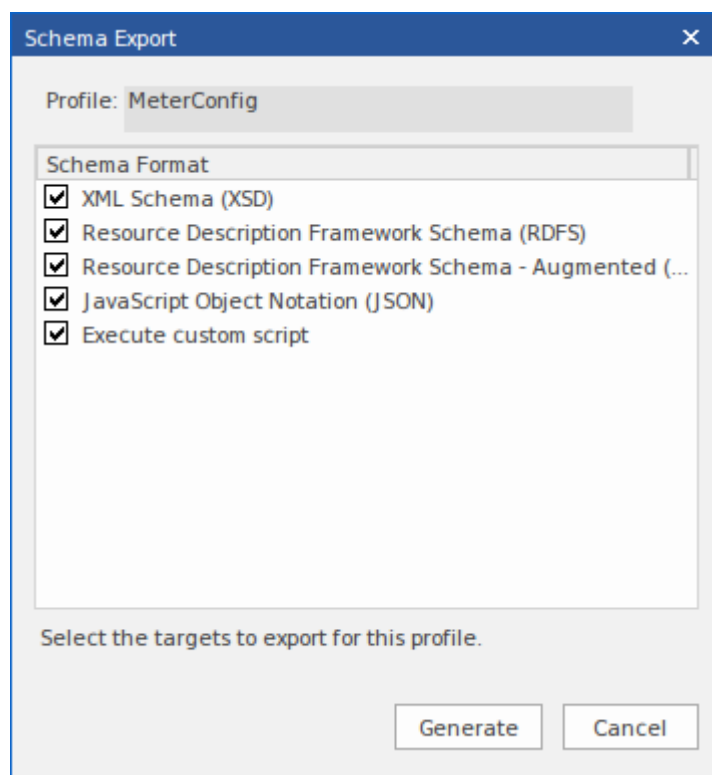 Schema Export
Profile: MeterConfig
Schema Format
XML Schema (XSD)
Resource Description Framework Schema (RDFS)
Resource Description Framework Schema - Augmented (...
JavaScript Object Notation (JSON)
Execute custom script
Select the targets to export for this profile.
Generate Cancel